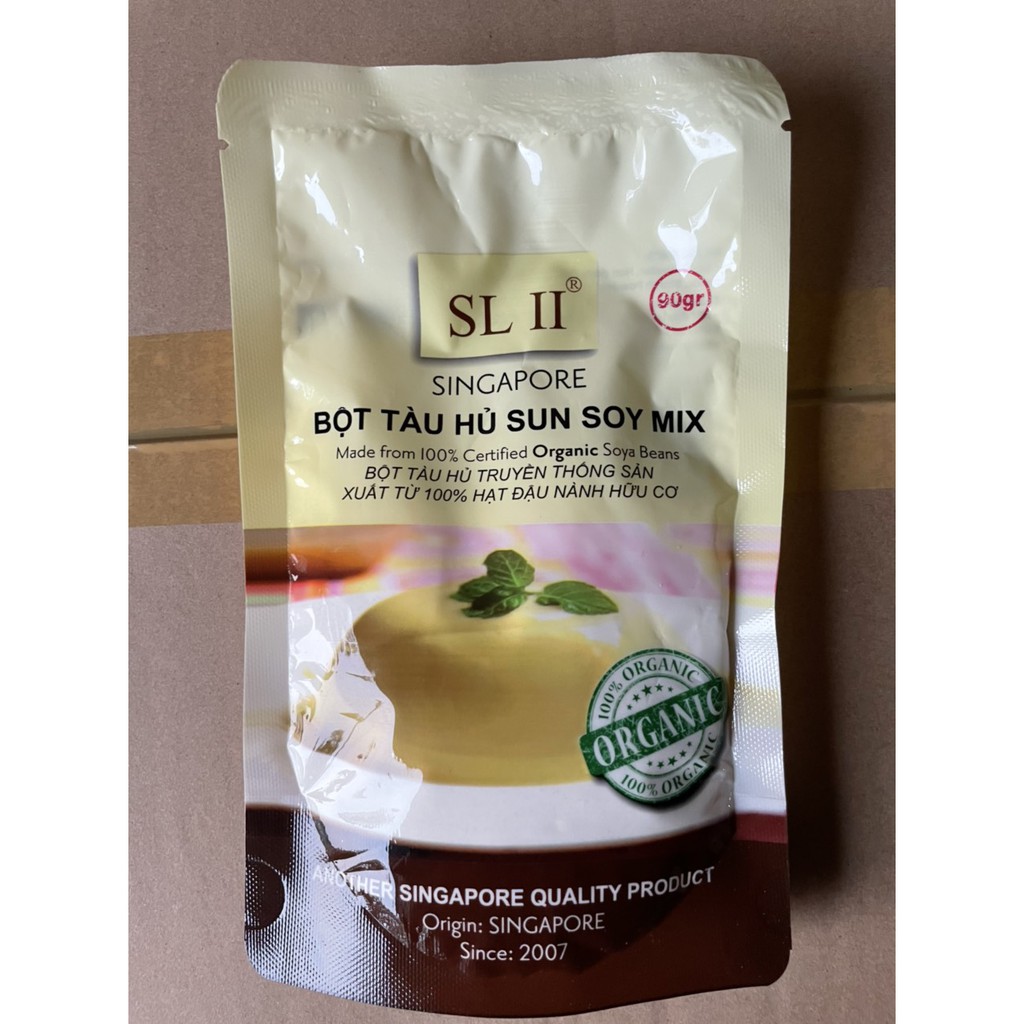 SL II®
90gr
SINGAPORE
BỘT TÀU HỦ SUN SOY MIX
Made from 100% Certified Organic Soya Beans
BỘT TÀU HỦ TRUYỀN THỐNG SẢN
XUẤT TỪ 100% HẠT ĐẬU NÀNH HỮU CƠ
100% ORGANIC
ORGANIC
100% ORGANIC
ANOTHER SINGAPORE QUALITY PRODUCT
Origin: SINGAPORE
Since: 2007